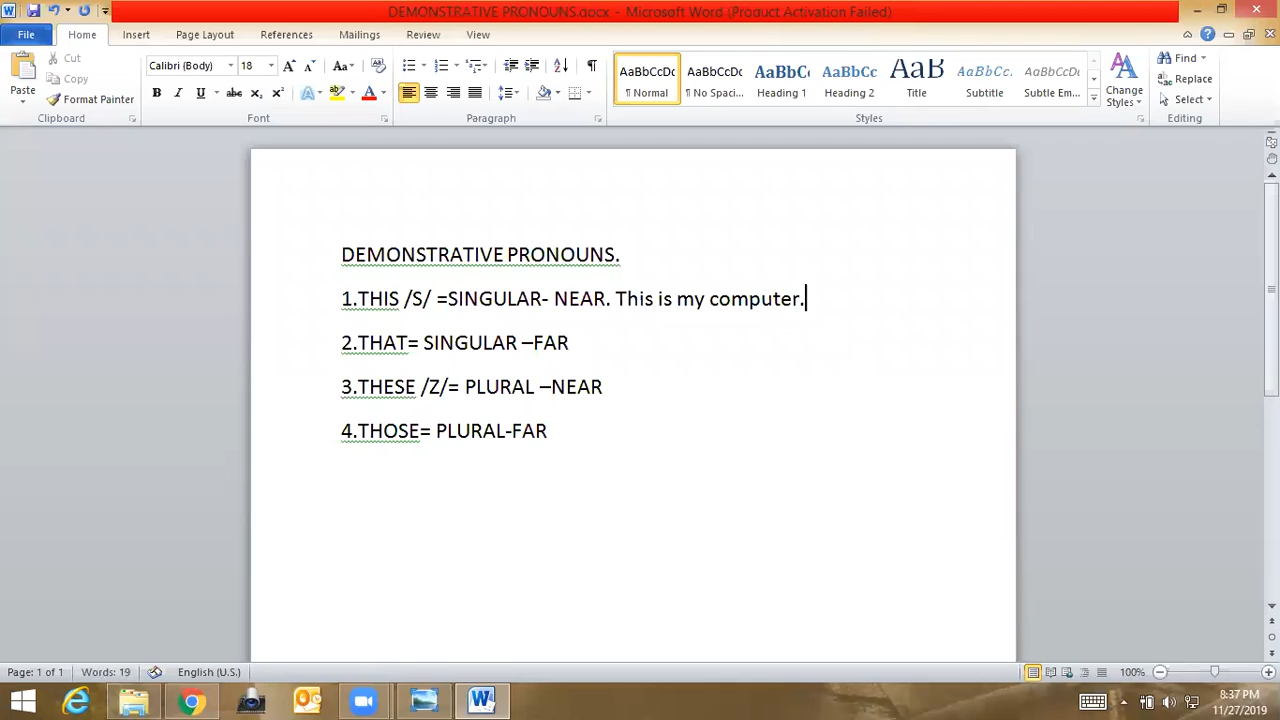 DEMONSTRATIVE PRONOUNS.docx - Microsoft Word (Product Activation Failed)
File Home Insert Page Layout References Mailings Review View
Paste Cut Copy Format Painter
Calibri (Body) 18
AaBbCcDc ¶ Normal
AaBbCcDc ¶ No Spaci...
AaBbCc Heading 1
AaBbCc Heading 2
AaB Title
AaBbCc. Subtitle
AaBbCcDc Subtle Em...
Change Styles
Find Replace Select
Clipboard Font Paragraph Styles Editing
DEMONSTRATIVE PRONOUNS.
1.THIS /S/ =SINGULAR- NEAR. This is my computer.
2.THAT= SINGULAR –FAR
3.THESE /Z/= PLURAL –NEAR
4.THOSE= PLURAL-FAR
Page: 1 of 1 Words: 19 English (U.S.) 100%
8:37 PM
11/27/2019